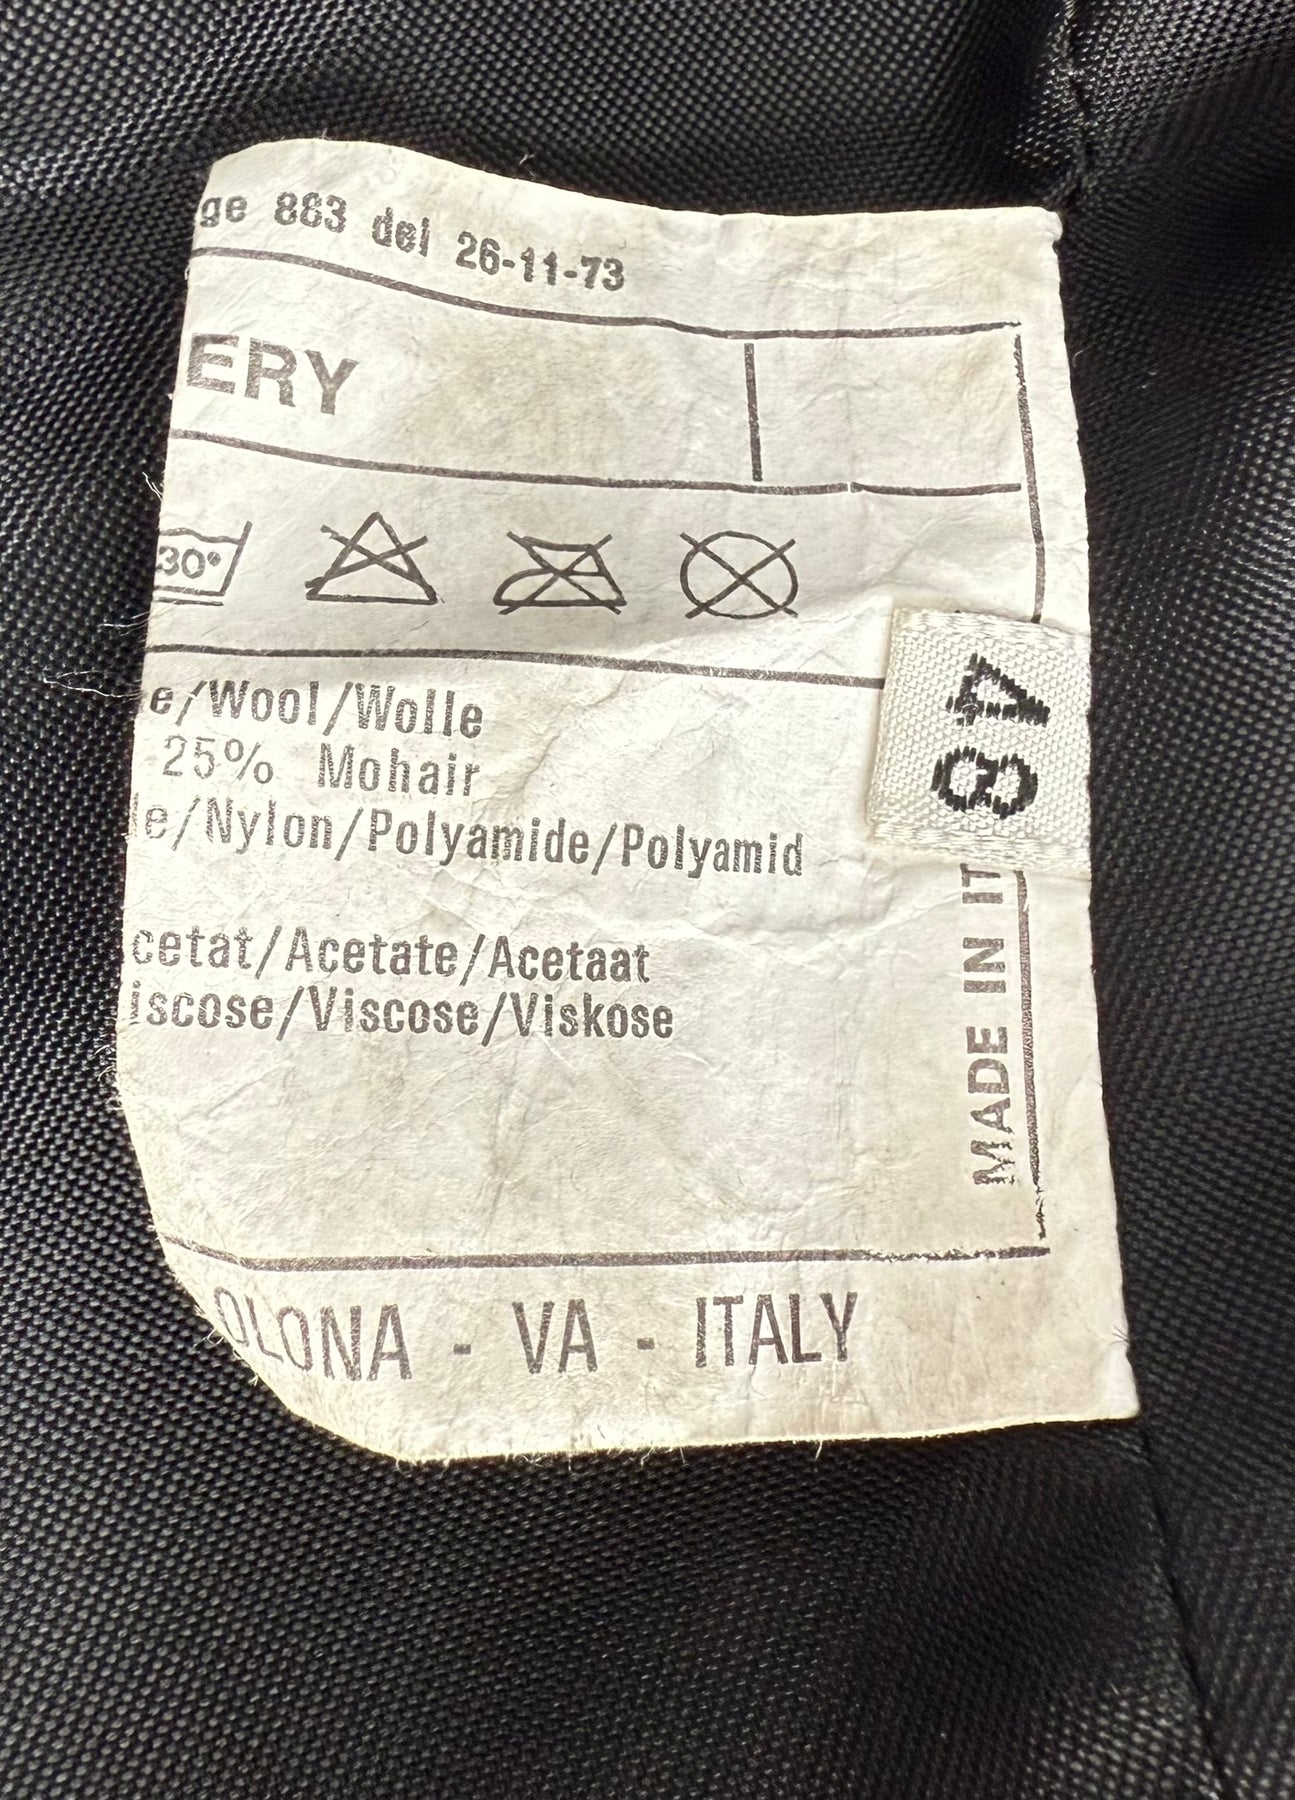 ge 883 del 26-11-73
ERY
30°
e/Wool/Wolle
25% Mohair
le/Nylon/Polyamide/Polyamid
cetat/Acetate/Acetaat
iscose/Viscose/Viskose
48
MADE IN IT
OLONA - VA - ITALY